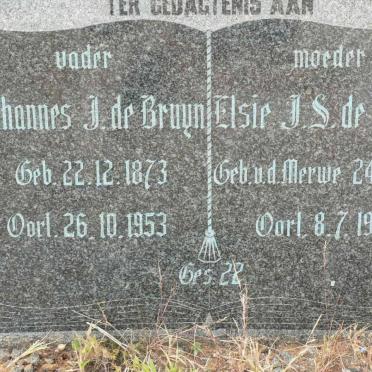 TER GEDAGTENIS AAN
vader
hannes J. de Bruyn
Geb. 22.12.1873
Oorl. 26.10.1953
moeder
Elsie J.S. de
Geb. v.d. Merwe 24
Oorl. 8.7.19
Ges. 22